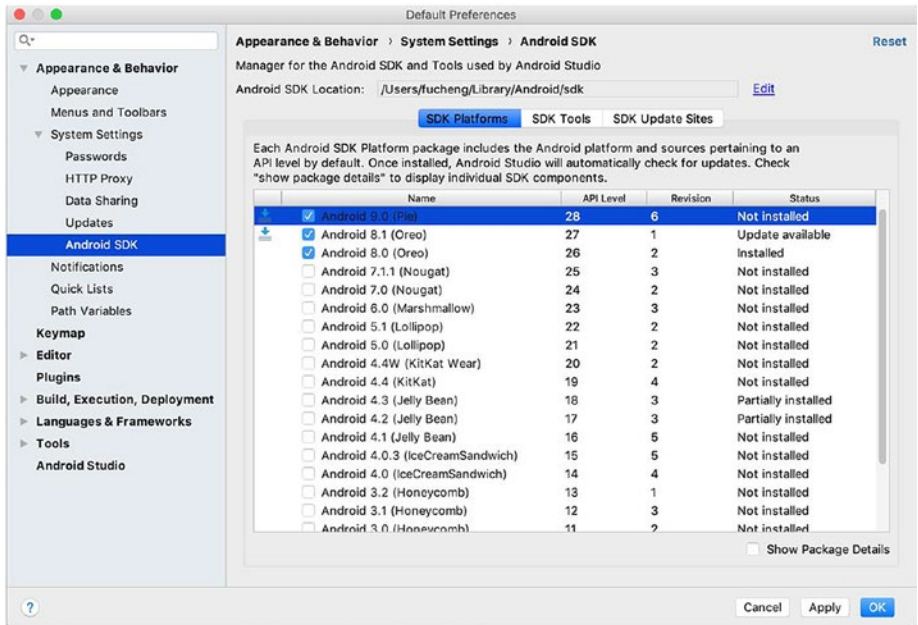 Default Preferences
Appearance & Behavior
Appearance
Menus and Toolbars
System Settings
Passwords
HTTP Proxy
Data Sharing
Updates
Android SDK
Notifications
Quick Lists
Path Variables
Keymap
Editor
Plugins
Build, Execution, Deployment
Languages & Frameworks
Tools
Android Studio
Appearance & Behavior › System Settings › Android SDK Reset
Manager for the Android SDK and Tools used by Android Studio
Android SDK Location: /Users/fucheng/Library/Android/sdk Edit
SDK Platforms SDK Tools SDK Update Sites
Each Android SDK Platform package includes the Android platform and sources pertaining to an
API level by default. Once installed, Android Studio will automatically check for updates. Check
"show package details" to display individual SDK components.
Name API Level Revision Status
Android 9.0 (Pie) 28 6 Not installed
Android 8.1 (Oreo) 27 1 Update available
Android 8.0 (Oreo) 26 2 Installed
Android 7.1.1 (Nougat) 25 3 Not installed
Android 7.0 (Nougat) 24 2 Not installed
Android 6.0 (Marshmallow) 23 3 Not installed
Android 5.1 (Lollipop) 22 2 Not installed
Android 5.0 (Lollipop) 21 2 Not installed
Android 4.4W (KitKat Wear) 20 2 Not installed
Android 4.4 (KitKat) 19 4 Not installed
Android 4.3 (Jelly Bean) 18 3 Partially installed
Android 4.2 (Jelly Bean) 17 3 Partially installed
Android 4.1 (Jelly Bean) 16 5 Not installed
Android 4.0.3 (IceCreamSandwich) 15 5 Not installed
Android 4.0 (IceCreamSandwich) 14 4 Not installed
Android 3.2 (Honeycomb) 13 1 Not installed
Android 3.1 (Honeycomb) 12 3 Not installed
Android 3.0 (Honeycomb) 11 2 Not installed
Show Package Details
? Cancel Apply OK